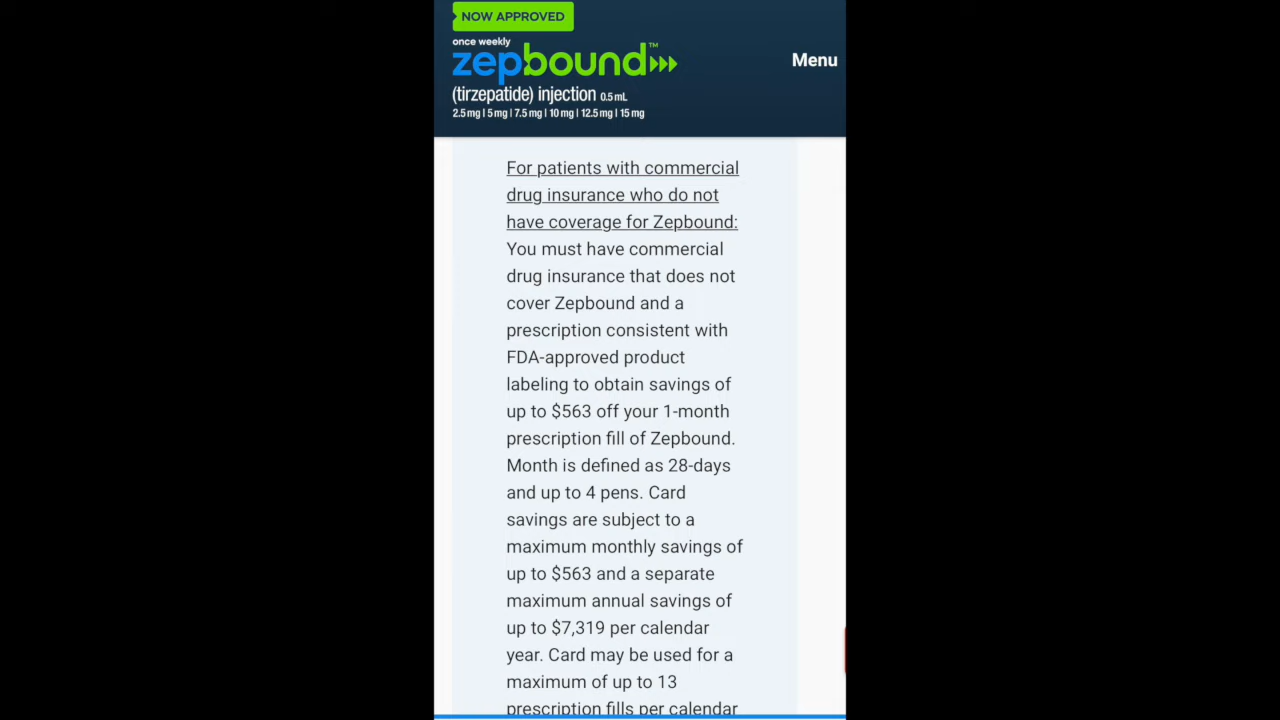 NOW APPROVED
once weekly
zepbound™
Menu
(tirzepatide) injection 0.5 mL
2.5 mg | 5 mg | 7.5 mg | 10 mg | 12.5 mg | 15 mg
For patients with commercial
drug insurance who do not
have coverage for Zepbound:
You must have commercial
drug insurance that does not
cover Zepbound and a
prescription consistent with
FDA-approved product
labeling to obtain savings of
up to $563 off your 1-month
prescription fill of Zepbound.
Month is defined as 28-days
and up to 4 pens. Card
savings are subject to a
maximum monthly savings of
up to $563 and a separate
maximum annual savings of
up to $7,319 per calendar
year. Card may be used for a
maximum of up to 13
prescription fills per calendar